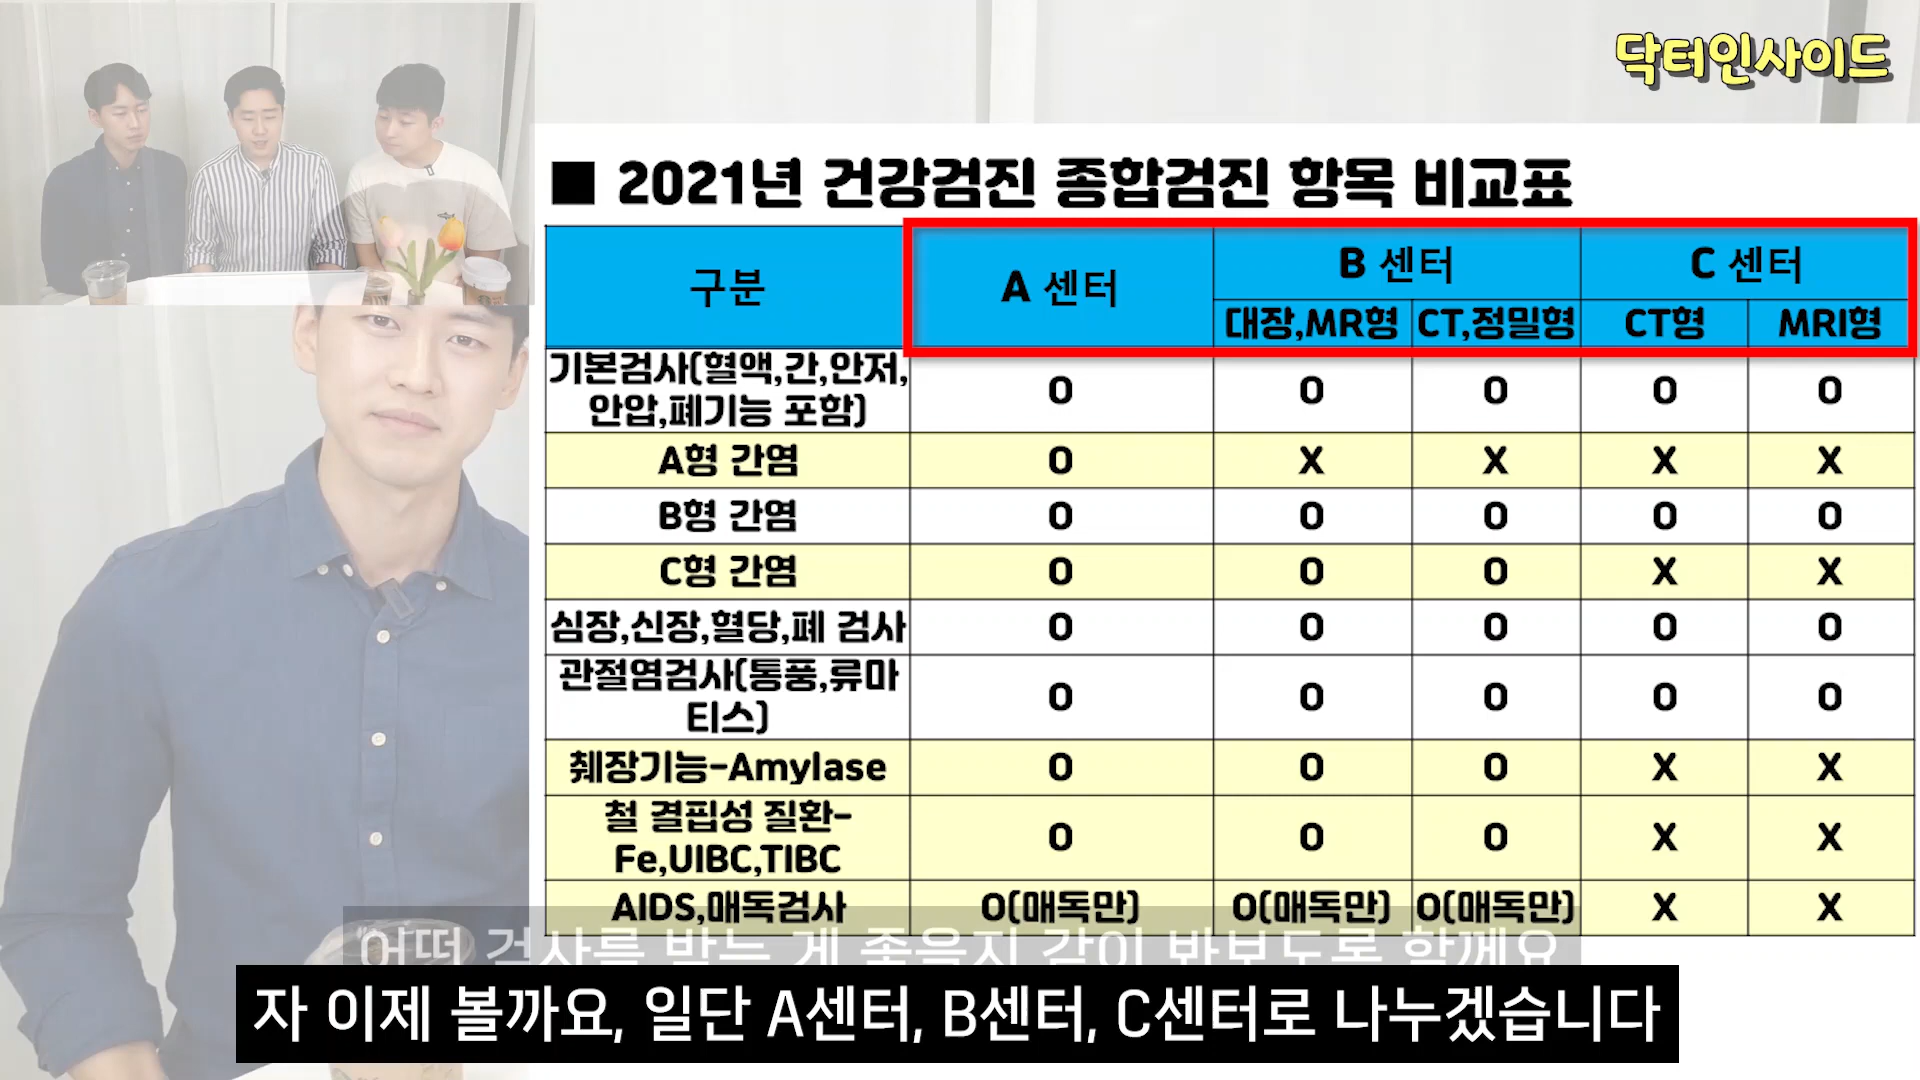 닥터인사이드
■ 2021년 건강검진 종합검진 항목 비교표
구분 A 센터 B 센터 C 센터
대장,MR형 CT,정밀형 CT형 MRI형
기본검사(혈액,간,안저,
안압,폐기능 포함) O O O O O
A형 간염 O X X X X
B형 간염 O O O O O
C형 간염 O O O X X
심장,신장,혈당,폐 검사 O O O O O
관절염검사(통풍,류마
티스) O O O O O
췌장기능-Amylase O O O X X
철 결핍성 질환-
Fe,UIBC,TIBC O O O X X
AIDS,매독검사 O(매독만) O(매독만) O(매독만) X X
자 이제 볼까요, 일단 A센터, B센터, C센터로 나누겠습니다